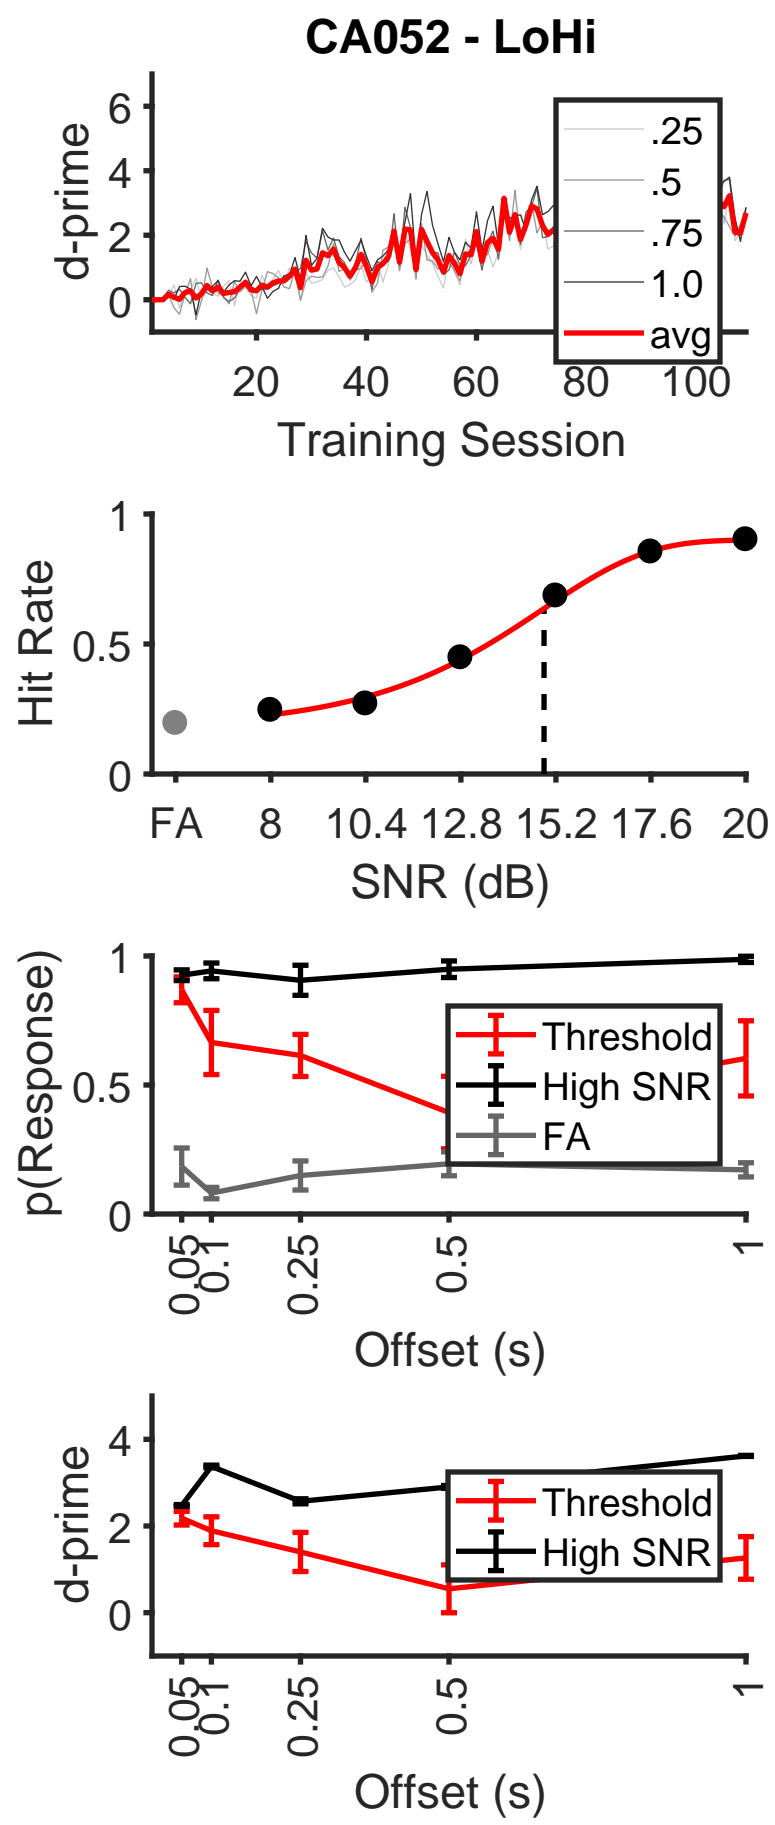 CA052 - LoHi
d-prime
6
4
2
0
.25
.5
.75
1.0
avg
20 40 60 80 100
Training Session
Hit Rate
1
0.5
0
FA 8 10.4 12.8 15.2 17.6 20
SNR (dB)
p(Response)
1
0.5
0
Threshold
High SNR
FA
0.05 0.1 0.25 0.5 1
Offset (s)
d-prime
4
2
0
Threshold
High SNR
0.05 0.1 0.25 0.5 1
Offset (s)